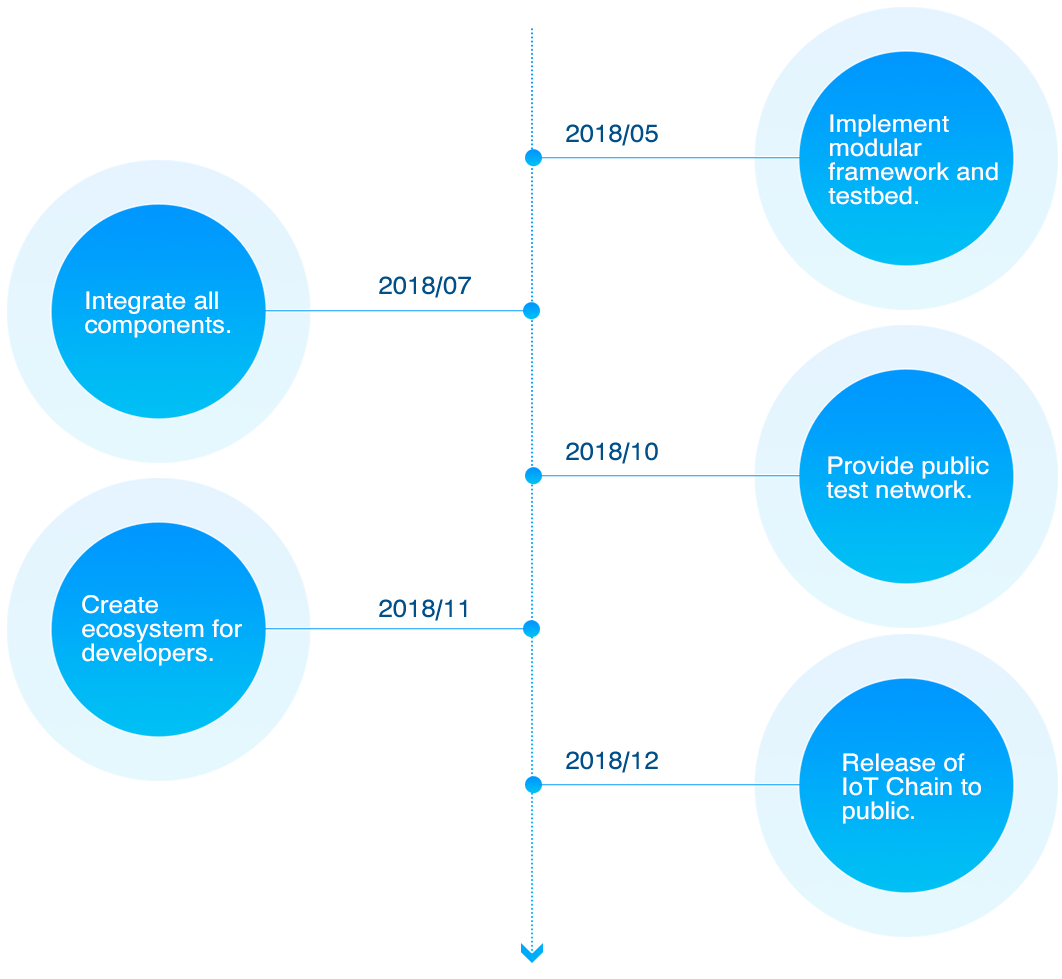 2018/05
Implement
modular
framework and
testbed.
2018/07
Integrate all
components.
2018/10
Provide public
test network.
2018/11
Create
ecosystem for
developers.
2018/12
Release of
IoT Chain to
public.